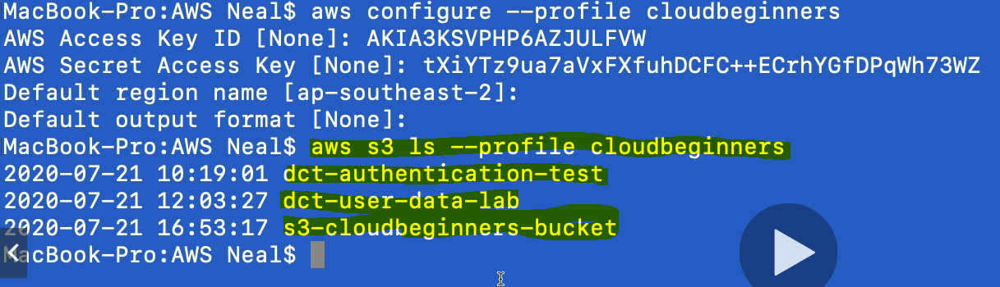 MacBook-Pro:AWS Neal$ aws configure --profile cloudbeginners
AWS Access Key ID [None]: AKIA3KSVPHP6AZJULFVW
AWS Secret Access Key [None]: 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
Default region name [ap-southeast-2]:
Default output format [None]:
MacBook-Pro:AWS Neal$ aws s3 ls --profile cloudbeginners
2020-07-21 10:19:01 dct-authentication-test
2020-07-21 12:03:27 dct-user-data-lab
2020-07-21 16:53:17 s3-cloudbeginners-bucket
MacBook-Pro:AWS Neal$